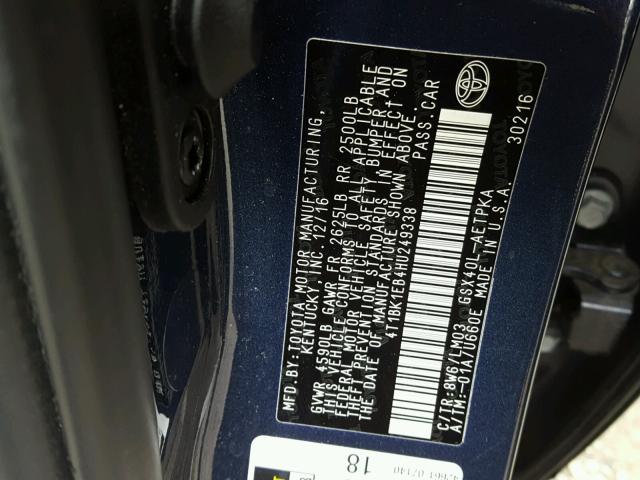 MFD. BY: TOYOTA MOTOR MANUFACTURING,
KENTUCKY, INC. 12/16
GVWR 4590LB GAWR FR 2625LB RR 2500LB
THIS VEHICLE CONFORMS TO ALL APPLICABLE
FEDERAL MOTOR VEHICLE SAFETY, BUMPER AND
THEFT PREVENTION STANDARDS IN EFFECT ON
THE DATE OF MANUFACTURE SHOWN ABOVE.
4T1BK1EB4HU249338 PASS. CAR
C/TR: 8W6/LM03 GSX40L-AETPKA
A/TM: -01A/U660E MADE IN U.S.A.
30216
18